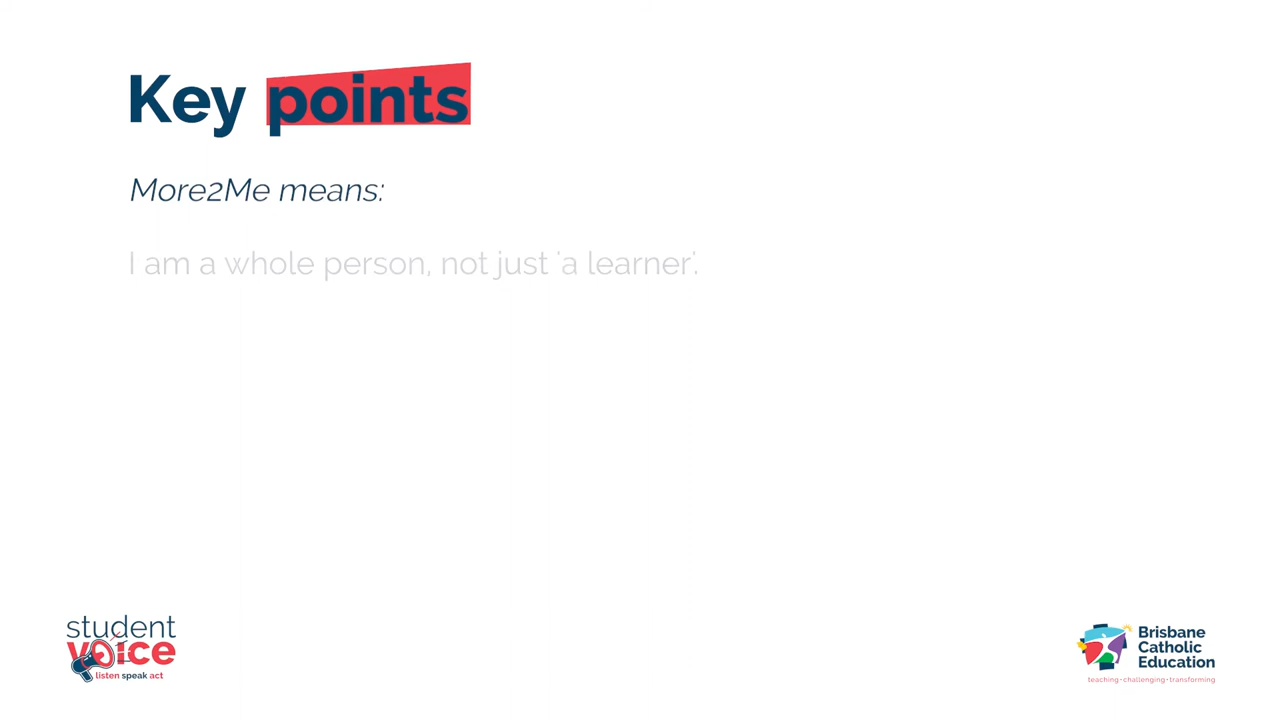 Key points
More2Me means:
I am a whole person, not just 'a learner'.
student
voice
listen speak act
Brisbane
Catholic
Education
teaching • challenging • transforming